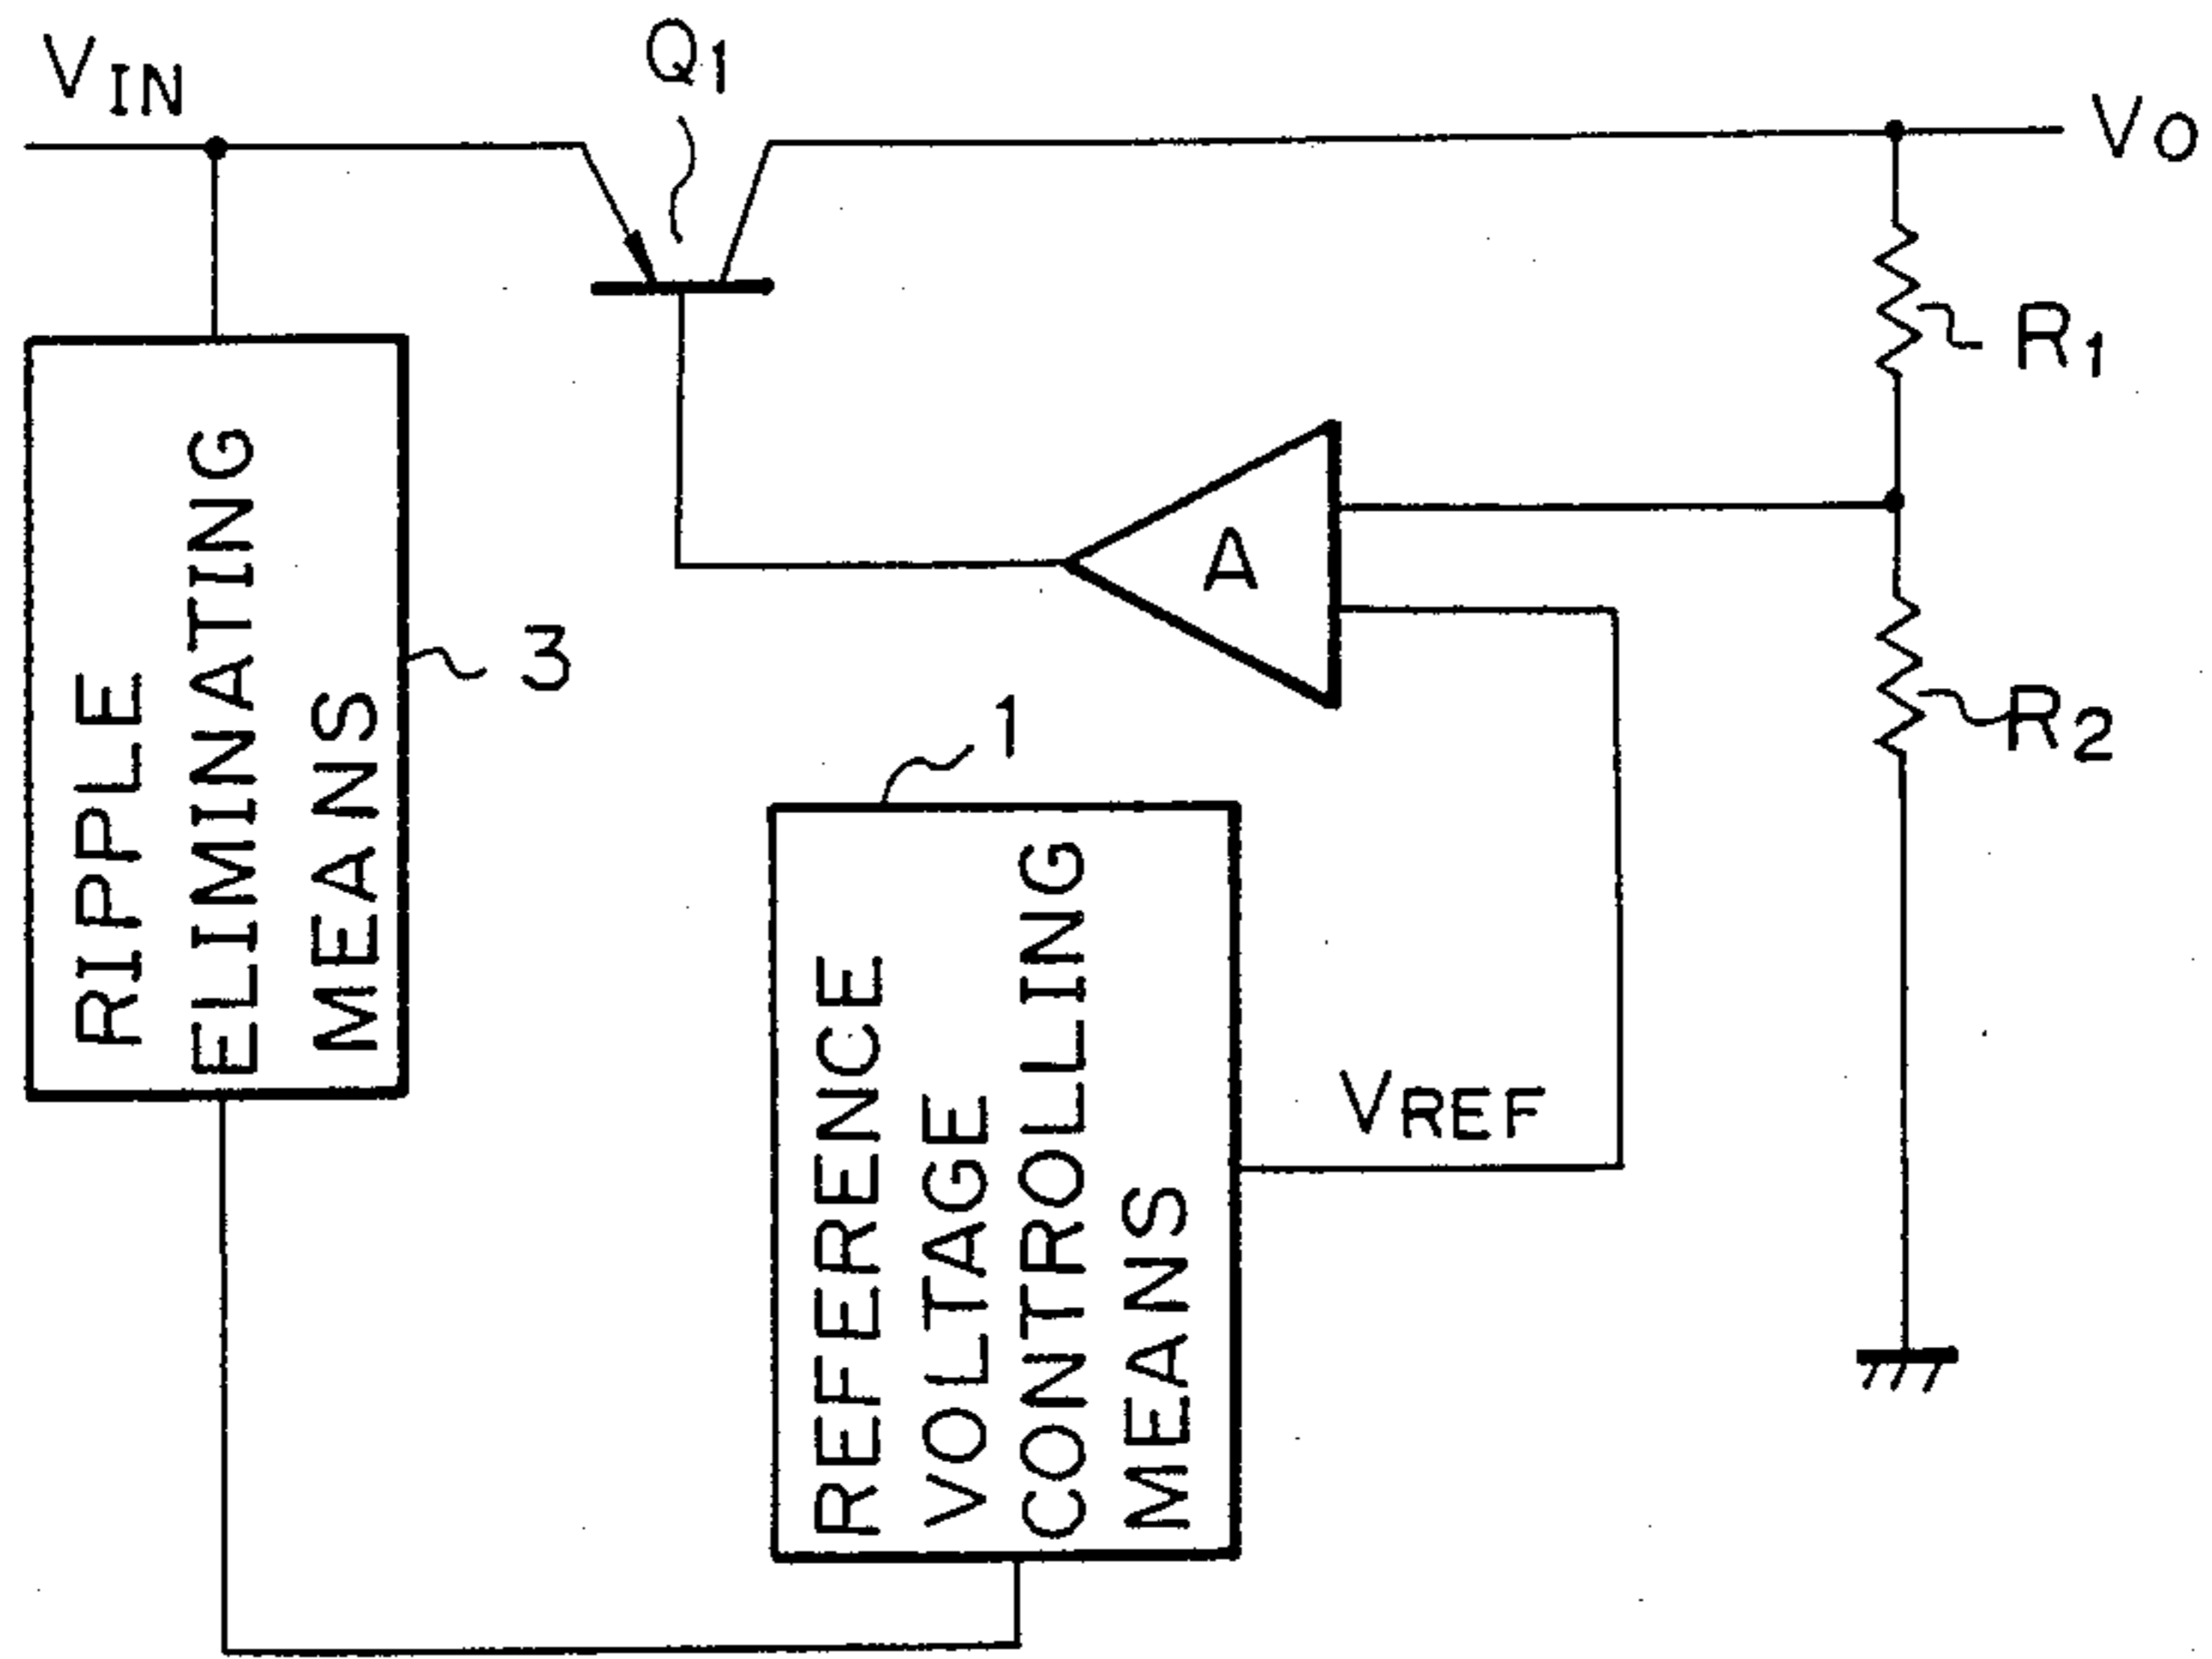 VIN
Q1
VO
R1
A
3
RIPPLE
ELIMINATING
MEANS
R2
1
REFERENCE
VOLTAGE
CONTROLLING
MEANS
VREF